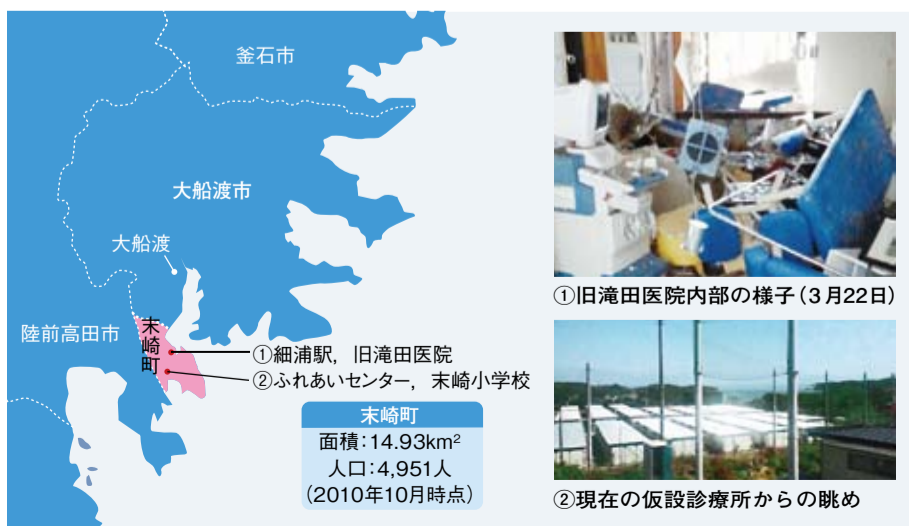 釜石市
大船渡市
大船渡
陸前高田市
末崎町
①細浦駅，旧滝田医院
②ふれあいセンター，末崎小学校
末崎町
面積：14.93km²
人口：4,951人
（2010年10月時点）
①旧滝田医院内部の様子（3月22日）
②現在の仮設診療所からの眺め